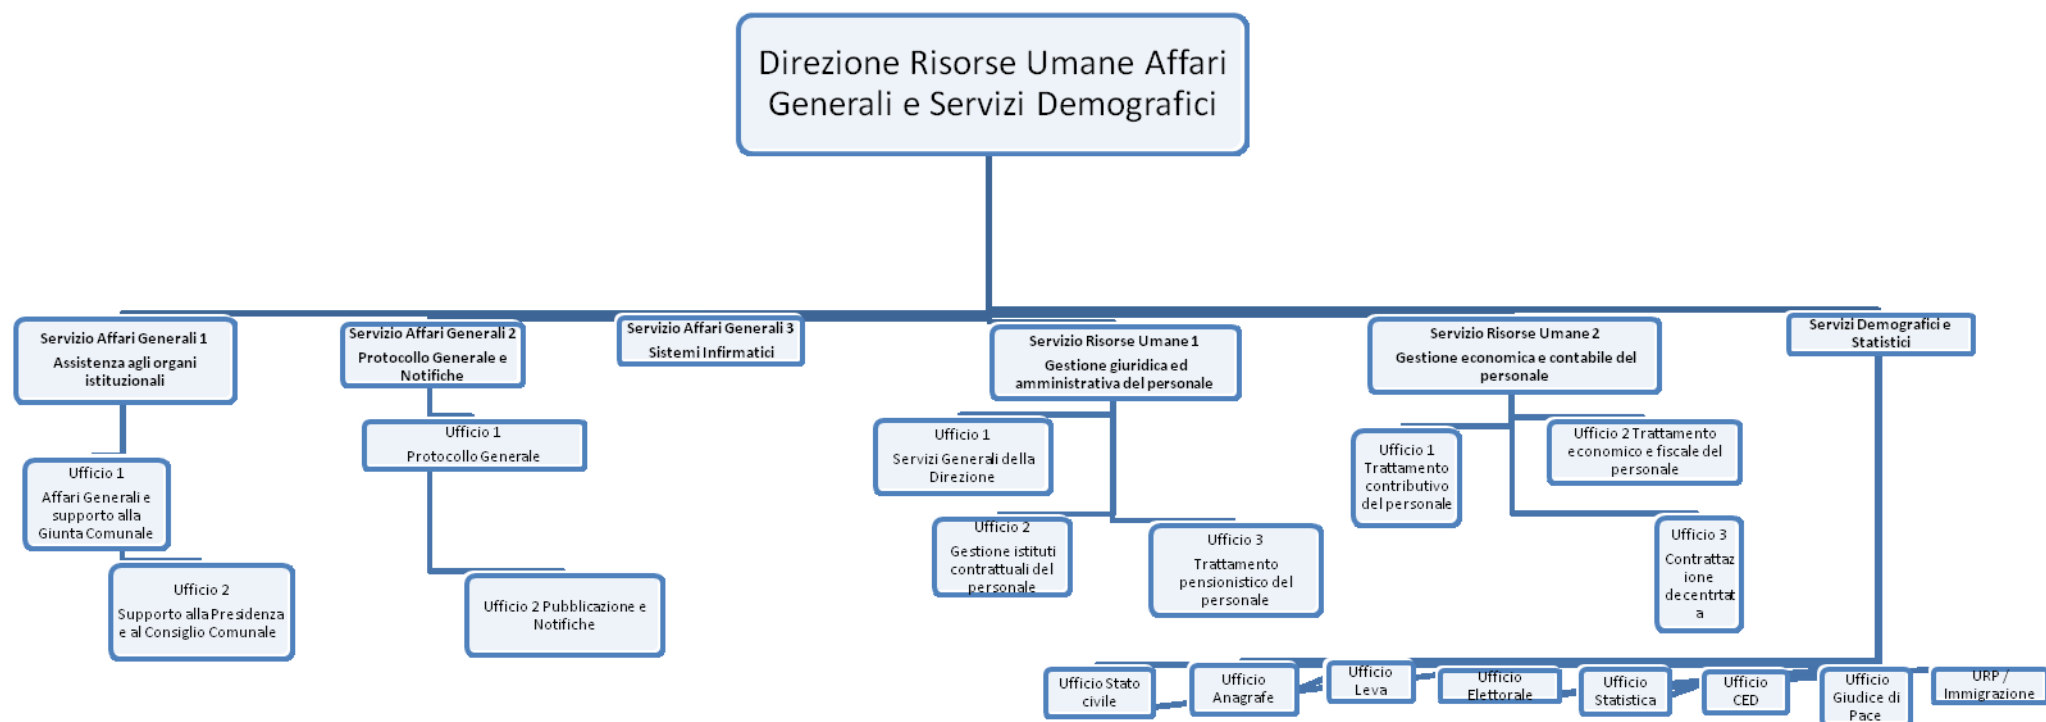 Direzione Risorse Umane Affari
Generali e Servizi Demografici
Servizio Affari Generali 1
Assistenza agli organi
istituzionali
Servizio Affari Generali 2
Protocollo Generale e
Notifiche
Servizio Affari Generali 3
Sistemi Infirmatici
Servizio Risorse Umane 1
Gestione giuridica ed
amministrativa del personale
Servizio Risorse Umane 2
Gestione economica e contabile del
personale
Servizi Demografici e
Statistici
Ufficio 1
Affari Generali e
supporto alla
Giunta Comunale
Ufficio 2
Supporto alla Presidenza
e al Consiglio Comunale
Ufficio 1
Protocollo Generale
Ufficio 2 Pubblicazione e
Notifiche
Ufficio 1
Servizi Generali della
Direzione
Ufficio 2
Gestione istituti
contrattuali del
personale
Ufficio 3
Trattamento
pensionistico del
personale
Ufficio 1
Trattamento
contributivo
del personale
Ufficio 2 Trattamento
economico e fiscale del
personale
Ufficio 3
Contrattaz
ione
decentrtat
a
Ufficio Stato
civile
Ufficio
Anagrafe
Ufficio
Leva
Ufficio
Elettorale
Ufficio
Statistica
Ufficio
CED
Ufficio
Giudice di
Pace
URP /
Immigrazione